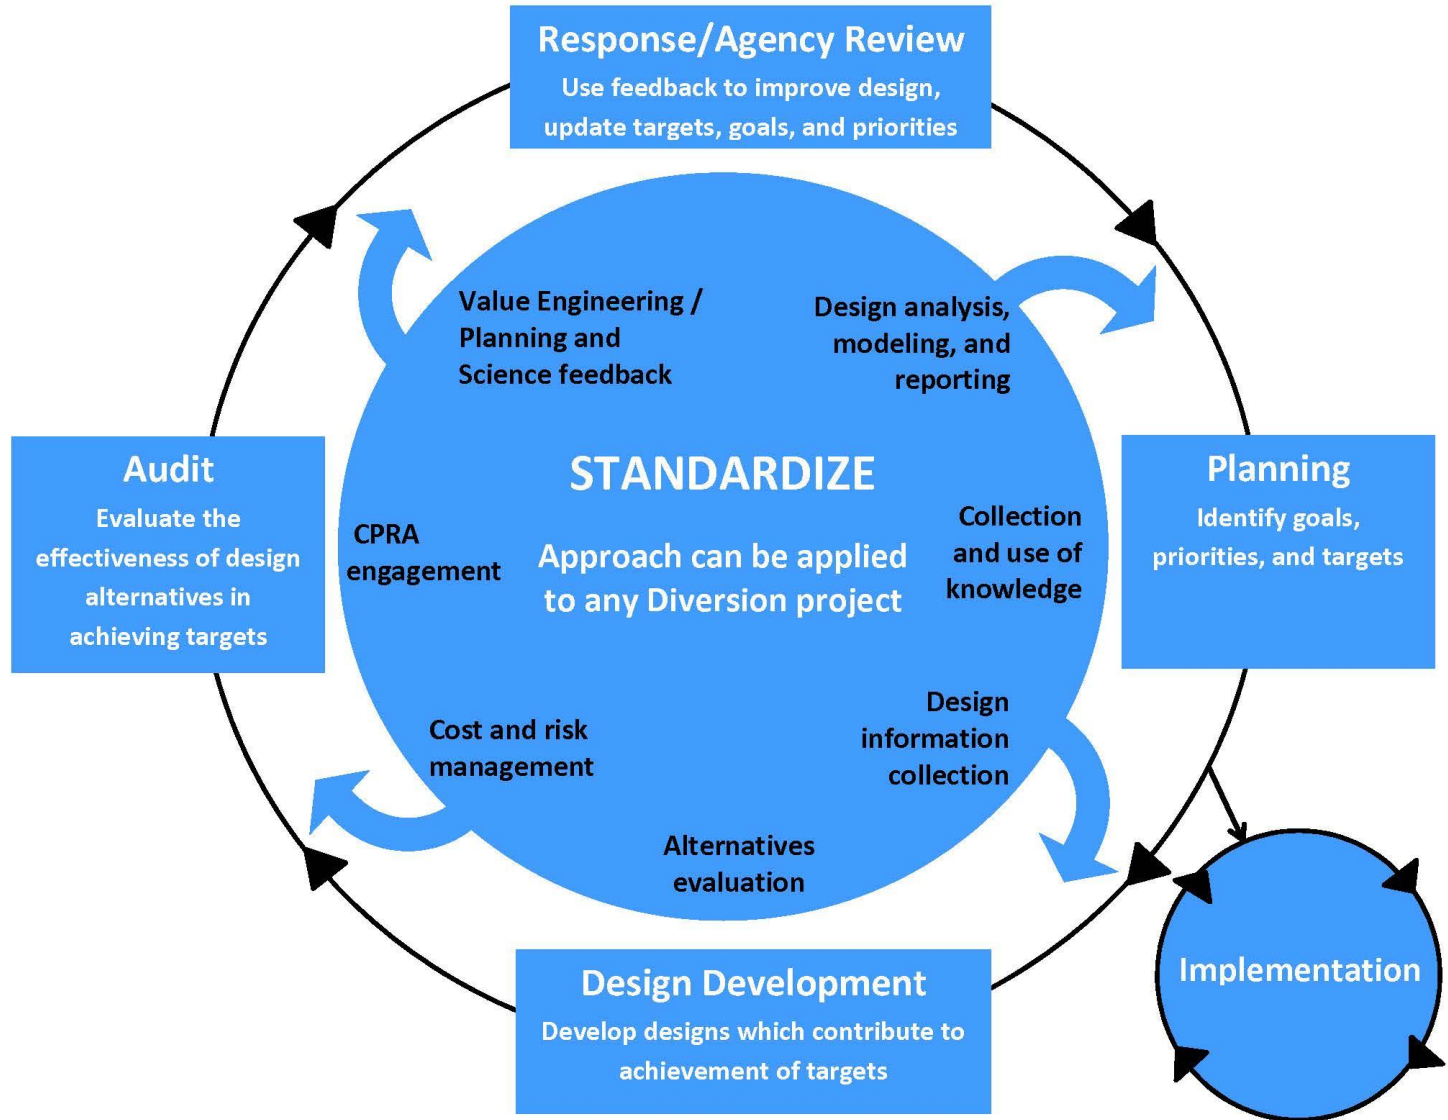 Response/Agency Review
Use feedback to improve design,
update targets, goals, and priorities
Value Engineering /
Planning and
Science feedback
Design analysis,
modeling, and
reporting
Audit
Evaluate the
effectiveness of design
alternatives in
achieving targets
CPRA
engagement
STANDARDIZE
Approach can be applied
to any Diversion project
Collection
and use of
knowledge
Planning
Identify goals,
priorities, and targets
Cost and risk
management
Design
information
collection
Alternatives
evaluation
Design Development
Develop designs which contribute to
achievement of targets
Implementation